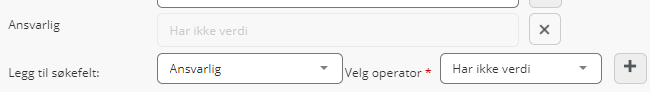 Ansvarlig Har ikke verdi ✕
Legg til søkefelt: Ansvarlig Velg operator * Har ikke verdi +